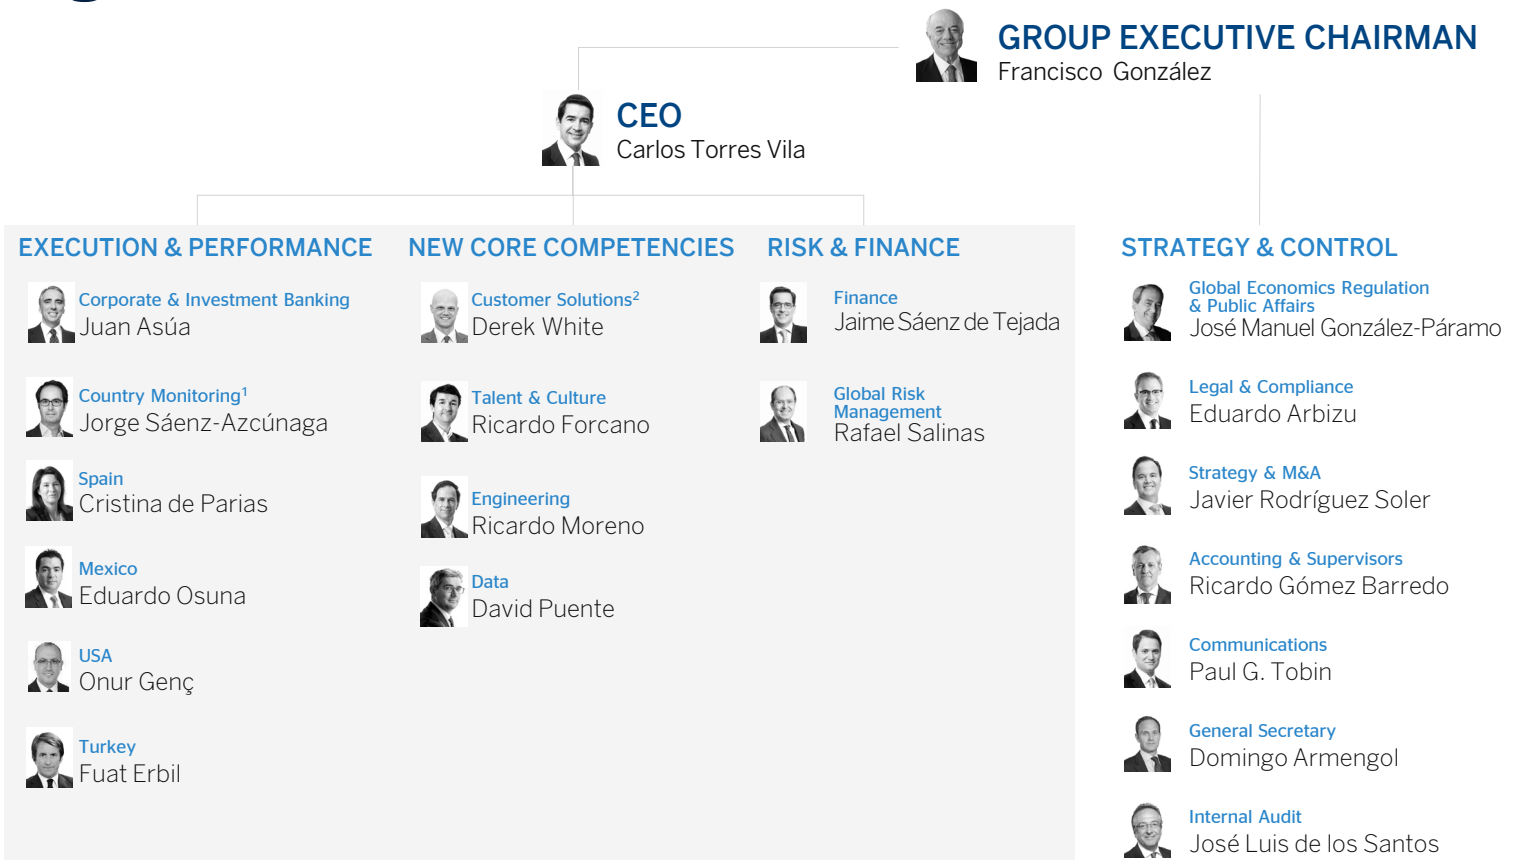 GROUP EXECUTIVE CHAIRMAN
Francisco González
CEO
Carlos Torres Vila
EXECUTION & PERFORMANCE
Corporate & Investment Banking
Juan Asúa
Country Monitoring¹
Jorge Sáenz-Azcúnaga
Spain
Cristina de Parias
Mexico
Eduardo Osuna
USA
Onur Genç
Turkey
Fuat Erbil
NEW CORE COMPETENCIES
Customer Solutions²
Derek White
Talent & Culture
Ricardo Forcano
Engineering
Ricardo Moreno
Data
David Puente
RISK & FINANCE
Finance
Jaime Sáenz de Tejada
Global Risk
Management
Rafael Salinas
STRATEGY & CONTROL
Global Economics Regulation
& Public Affairs
José Manuel González-Páramo
Legal & Compliance
Eduardo Arbizu
Strategy & M&A
Javier Rodríguez Soler
Accounting & Supervisors
Ricardo Gómez Barredo
Communications
Paul G. Tobin
General Secretary
Domingo Armengol
Internal Audit
José Luis de los Santos